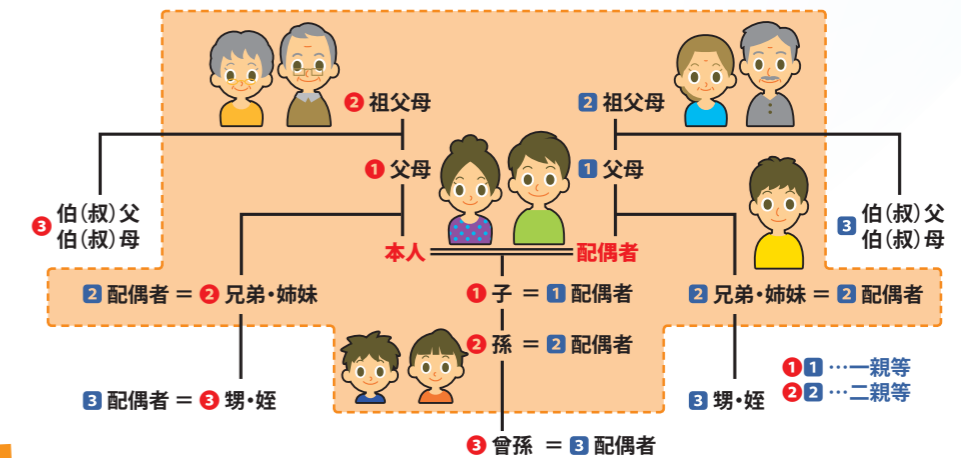 ❷ 祖父母
2 祖父母
❶ 父母
1 父母
❸ 伯(叔)父
伯(叔)母
3 伯(叔)父
伯(叔)母
本人
配偶者
2 配偶者 = ❷ 兄弟・姉妹
❶ 子 = 1 配偶者
2 兄弟・姉妹 = 2 配偶者
❷ 孫 = 2 配偶者
❶1…一親等
❷2…二親等
3 配偶者 = ❸ 甥・姪
3 甥・姪
❸ 曾孫 = 3 配偶者